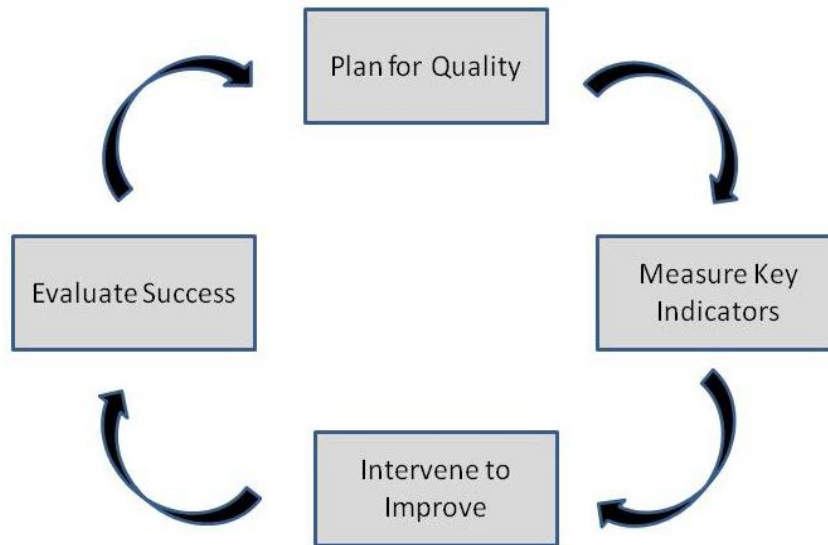 Plan for Quality
Measure Key
Indicators
Intervene to
Improve
Evaluate Success